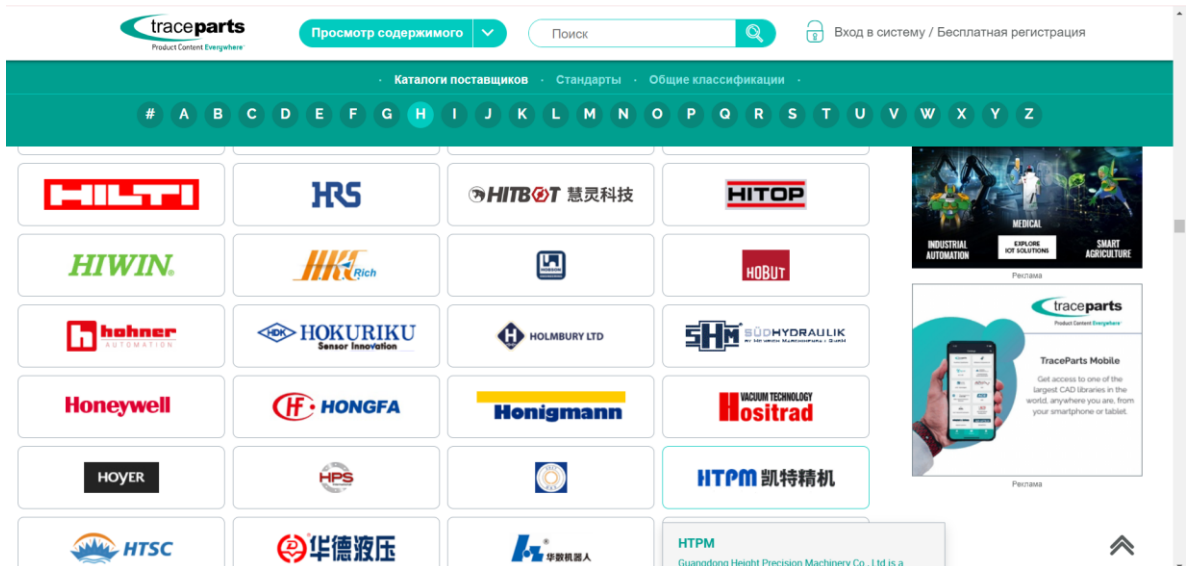 traceparts
Product Content Everywhere
Просмотр содержимого
Поиск
Вход в систему / Бесплатная регистрация
· Каталоги поставщиков · Стандарты · Общие классификации ·
# A B C D E F G H I J K L M N O P Q R S T U V W X Y Z
HILTI
HRS
HITBOT 慧灵科技
HITOP
HIWIN
HKT Rich
HOBUT
hohner
AUTOMATION
HDK HOKURIKU
Sensor Innovation
HOLMBURY LTD
SHM SÜDHYDRAULIK
Honeywell
HF HONGFA
Honigmann
VACUUM TECHNOLOGY
Hositrad
HOYER
HPS
HTPM 凯特精机
HTSC
华德液压
华数机器人
HTPM
Guangdong Height Precision Machinery Co., Ltd is a
MEDICAL
INDUSTRIAL
AUTOMATION
EXPLORE
IOT SOLUTIONS
SMART
AGRICULTURE
Реклама
traceparts
Product Content Everywhere
TraceParts Mobile
Get access to one of the
largest CAD libraries in the
world, anywhere you are, from
your smartphone or tablet.
Реклама